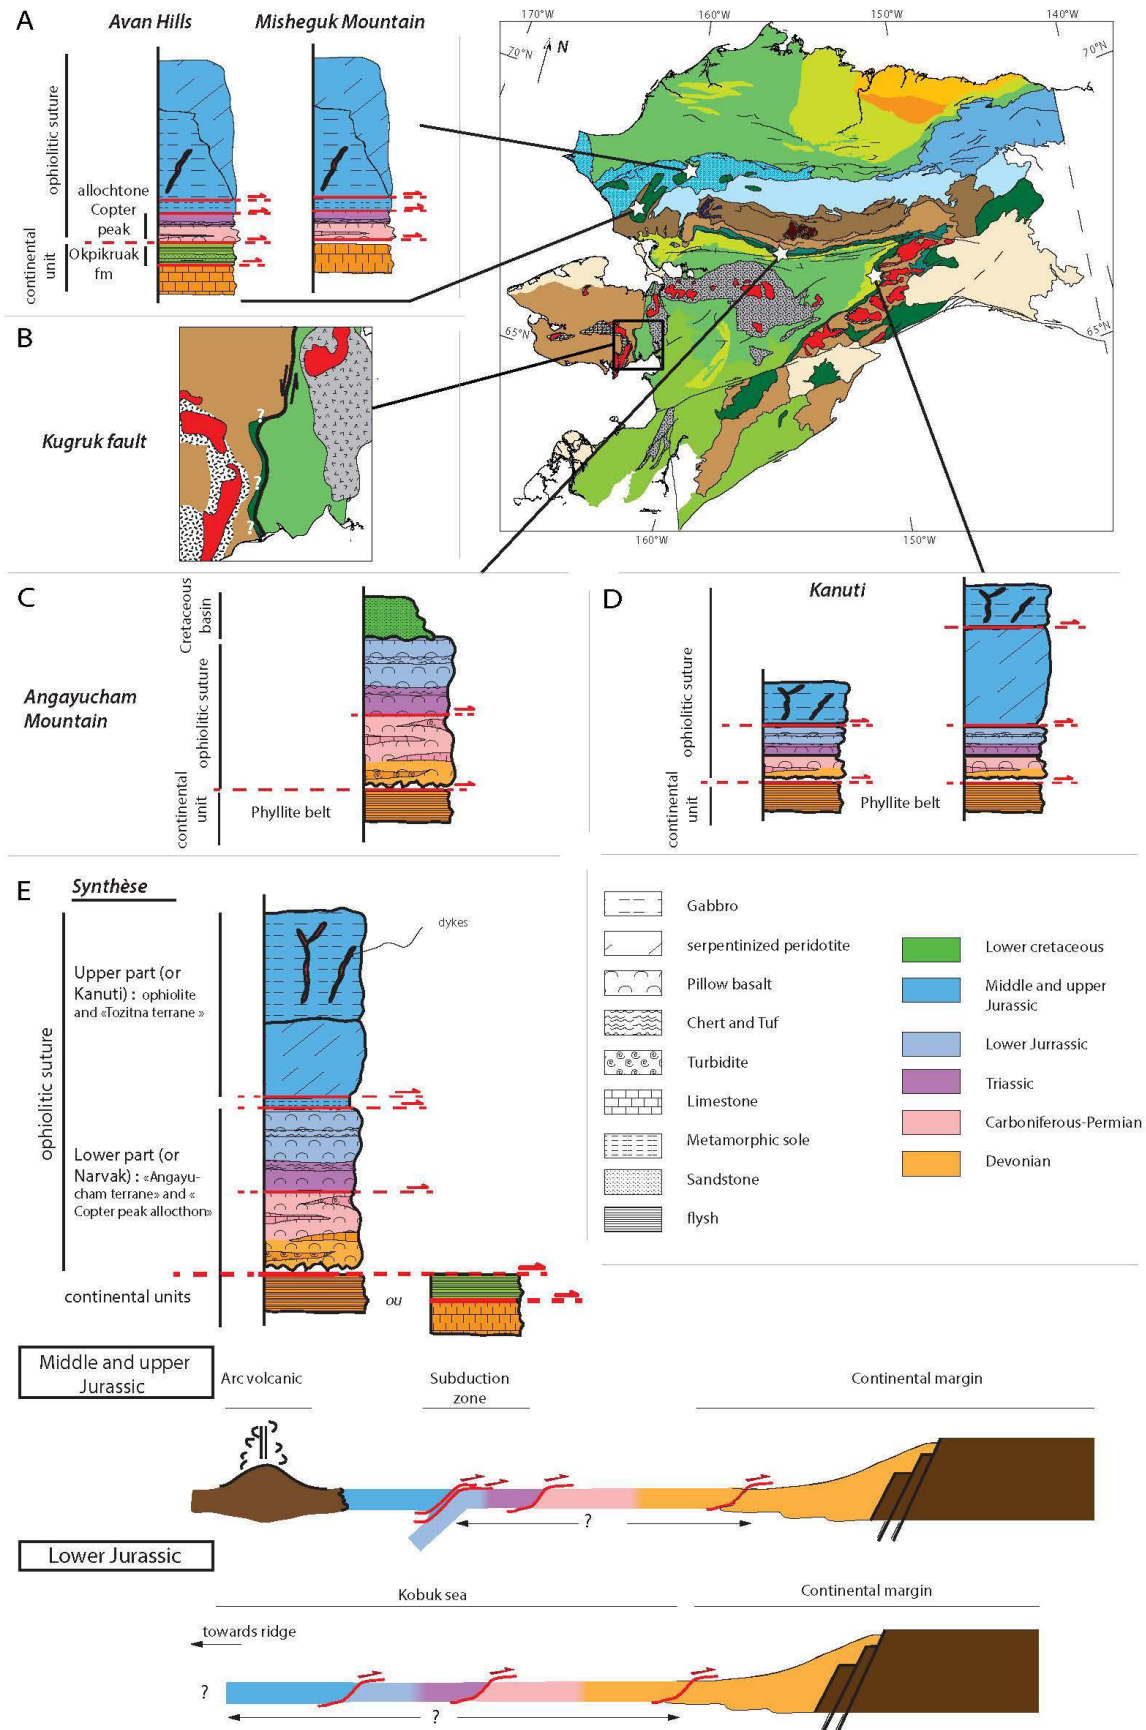 A
Avan Hills
Misheguk Mountain
ophiolitic suture
continental
unit
allochtone
Copter
peak
Okpikruak
fm
170°W
160°W
150°W
140°W
70°N
N
70°N
65°N
65°N
160°W
150°W
B
Kugruk fault
?
?
?
C
Cretaceous
basin
ophiolitic suture
continental
unit
Angayucham
Mountain
Phyllite belt
D
Kanuti
ophiolitic suture
continental
unit
Phyllite belt
E
Synthèse
dykes
ophiolitic suture
Upper part (or
Kanuti) : ophiolite
and «Tozitna terrane »
Lower part (or
Narvak) : «Angayu-
cham terrane» and «
Copter peak allocthon»
continental units
ou
Gabbro
serpentinized peridotite
Pillow basalt
Chert and Tuf
Turbidite
Limestone
Metamorphic sole
Sandstone
flysh
Lower cretaceous
Middle and upper
Jurassic
Lower Jurrassic
Triassic
Carboniferous-Permian
Devonian
Middle and upper
Jurassic
Arc volcanic
Subduction
zone
Continental margin
?
Lower Jurassic
Kobuk sea
Continental margin
towards ridge
?
?